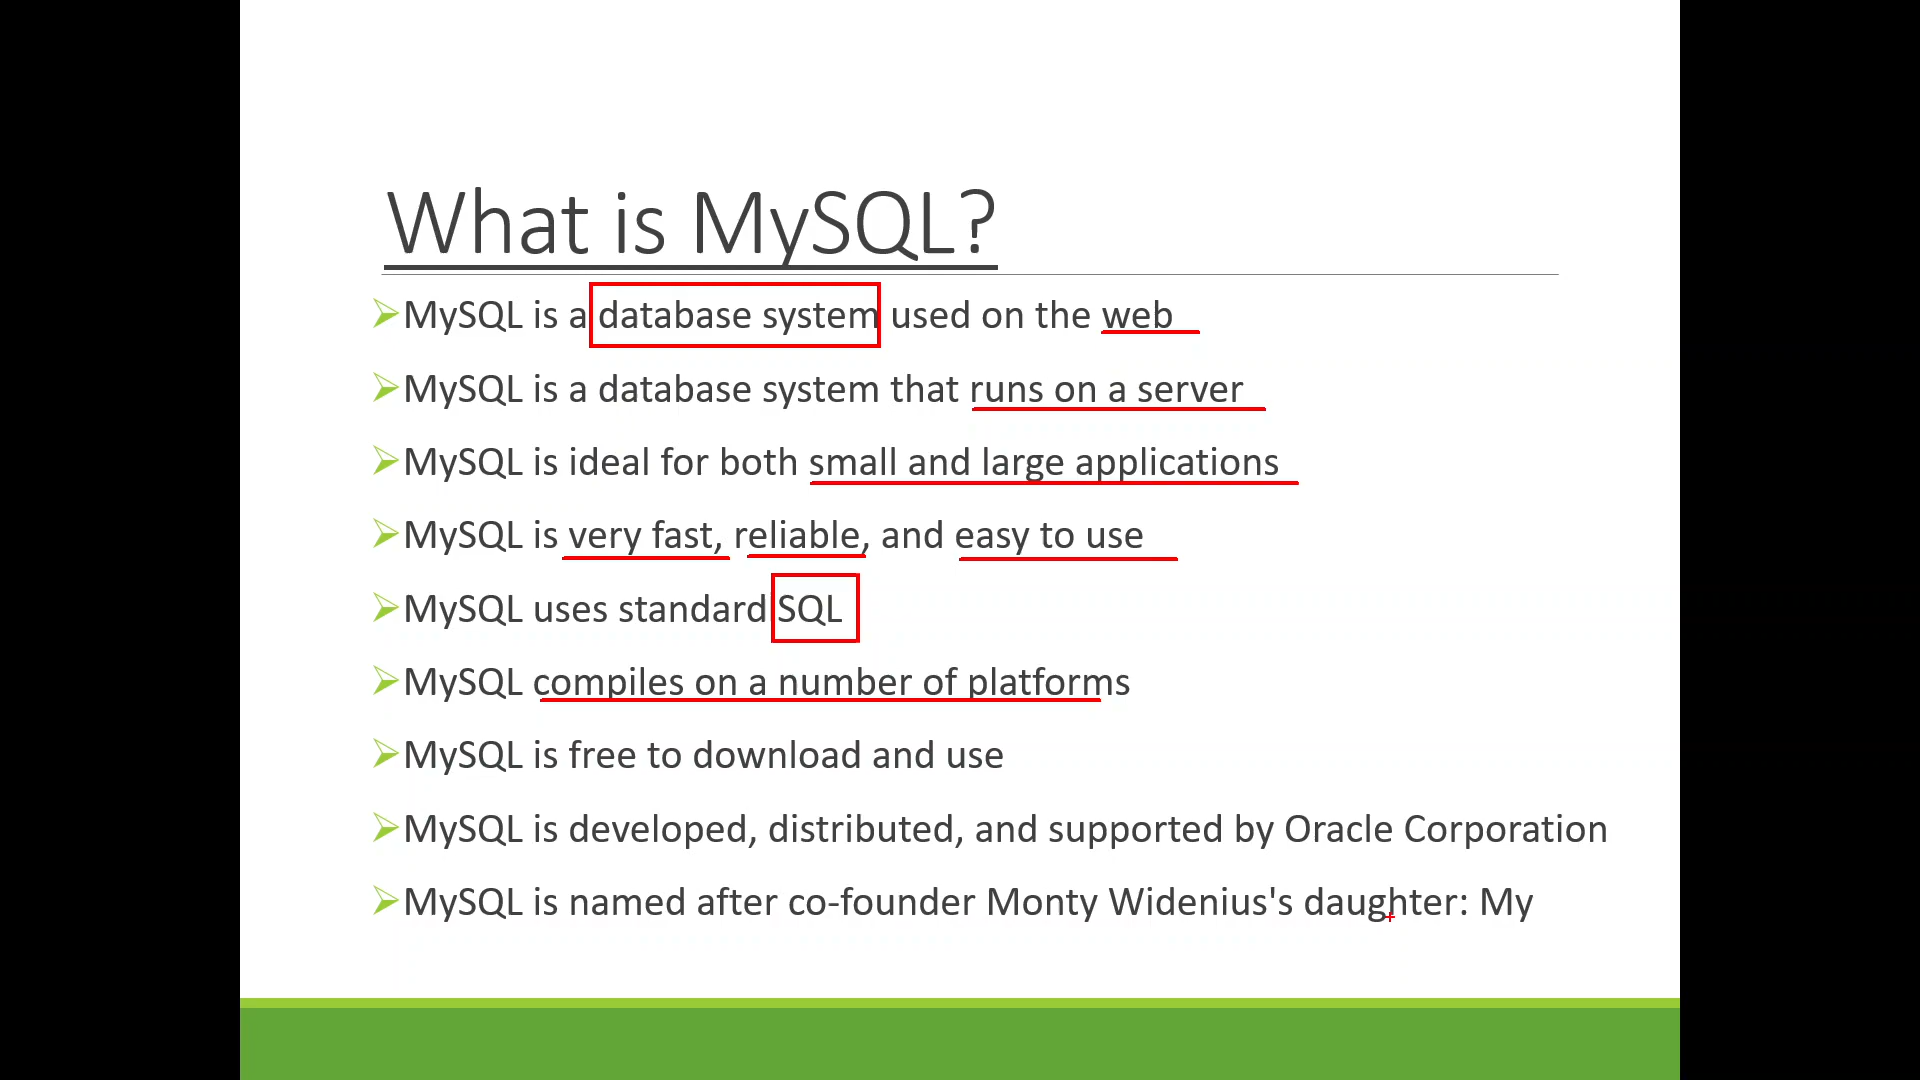 What is MySQL?
MySQL is a database system used on the web
MySQL is a database system that runs on a server
MySQL is ideal for both small and large applications
MySQL is very fast, reliable, and easy to use
MySQL uses standard SQL
MySQL compiles on a number of platforms
MySQL is free to download and use
MySQL is developed, distributed, and supported by Oracle Corporation
MySQL is named after co-founder Monty Widenius's daughter: My